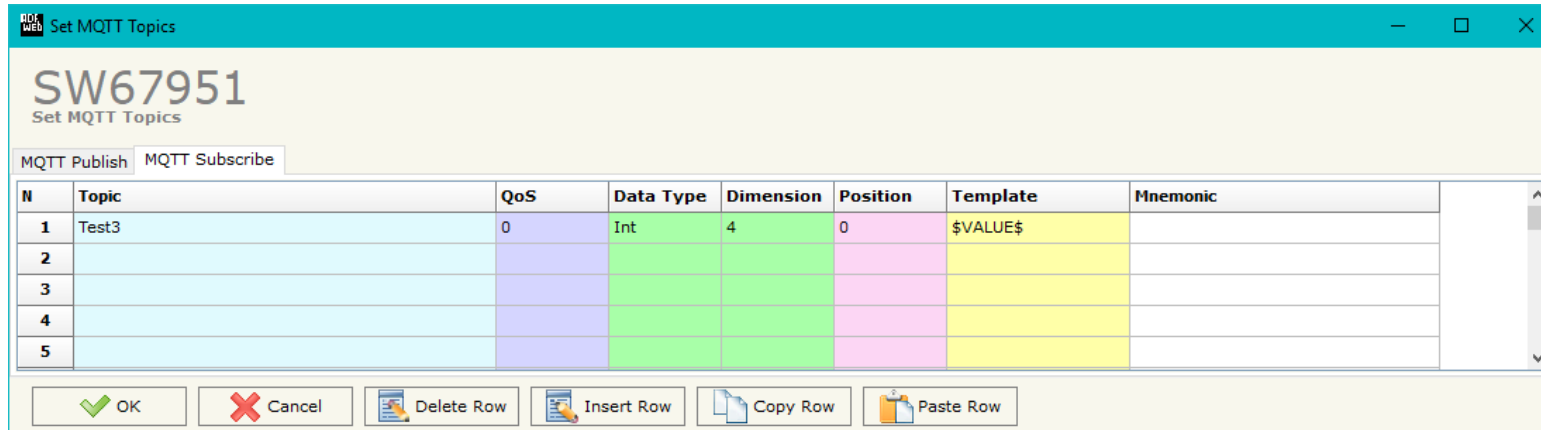 ADF
WEB
Set MQTT Topics
SW67951
Set MQTT Topics
MQTT Publish MQTT Subscribe
N Topic QoS Data Type Dimension Position Template Mnemonic
1 Test3 0 Int 4 0 $VALUE$
2
3
4
5
OK Cancel Delete Row Insert Row Copy Row Paste Row